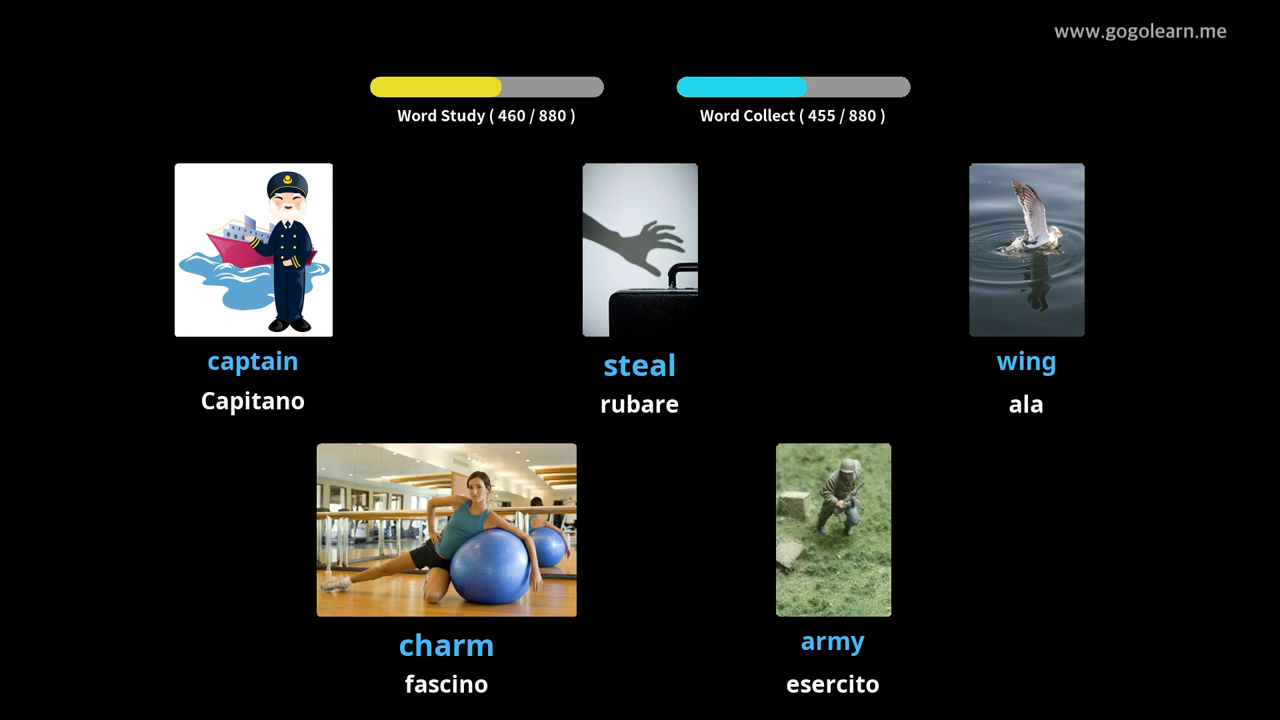 www.gogolearn.me
Word Study ( 460 / 880 )
Word Collect ( 455 / 880 )
captain
Capitano
steal
rubare
wing
ala
charm
fascino
army
esercito